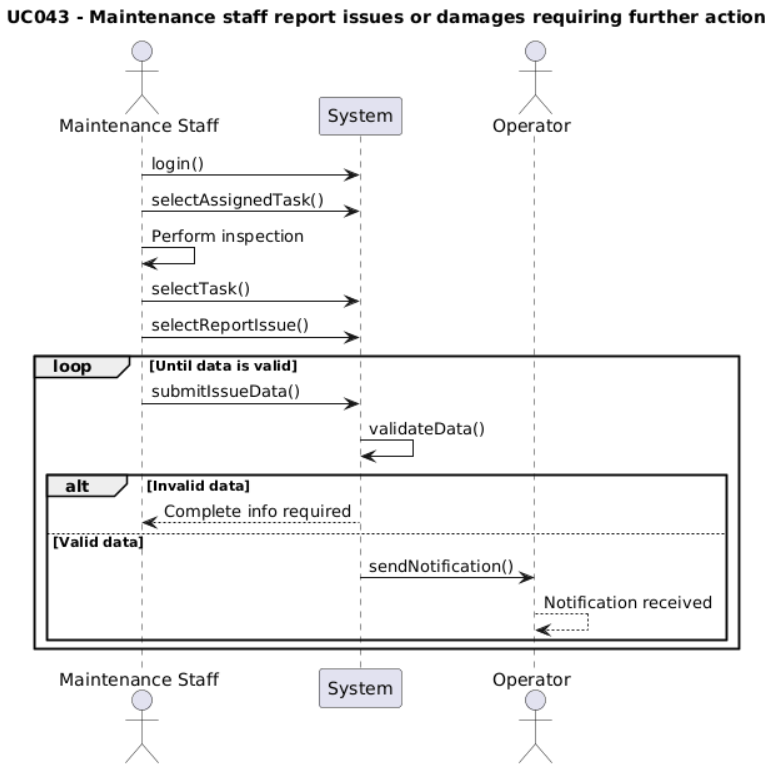 UC043 - Maintenance staff report issues or damages requiring further action
Maintenance Staff
System
Operator
login()
selectAssignedTask()
Perform inspection
selectTask()
selectReportIssue()
loop
[Until data is valid]
submitIssueData()
validateData()
alt
[Invalid data]
Complete info required
[Valid data]
sendNotification()
Notification received
Maintenance Staff
System
Operator